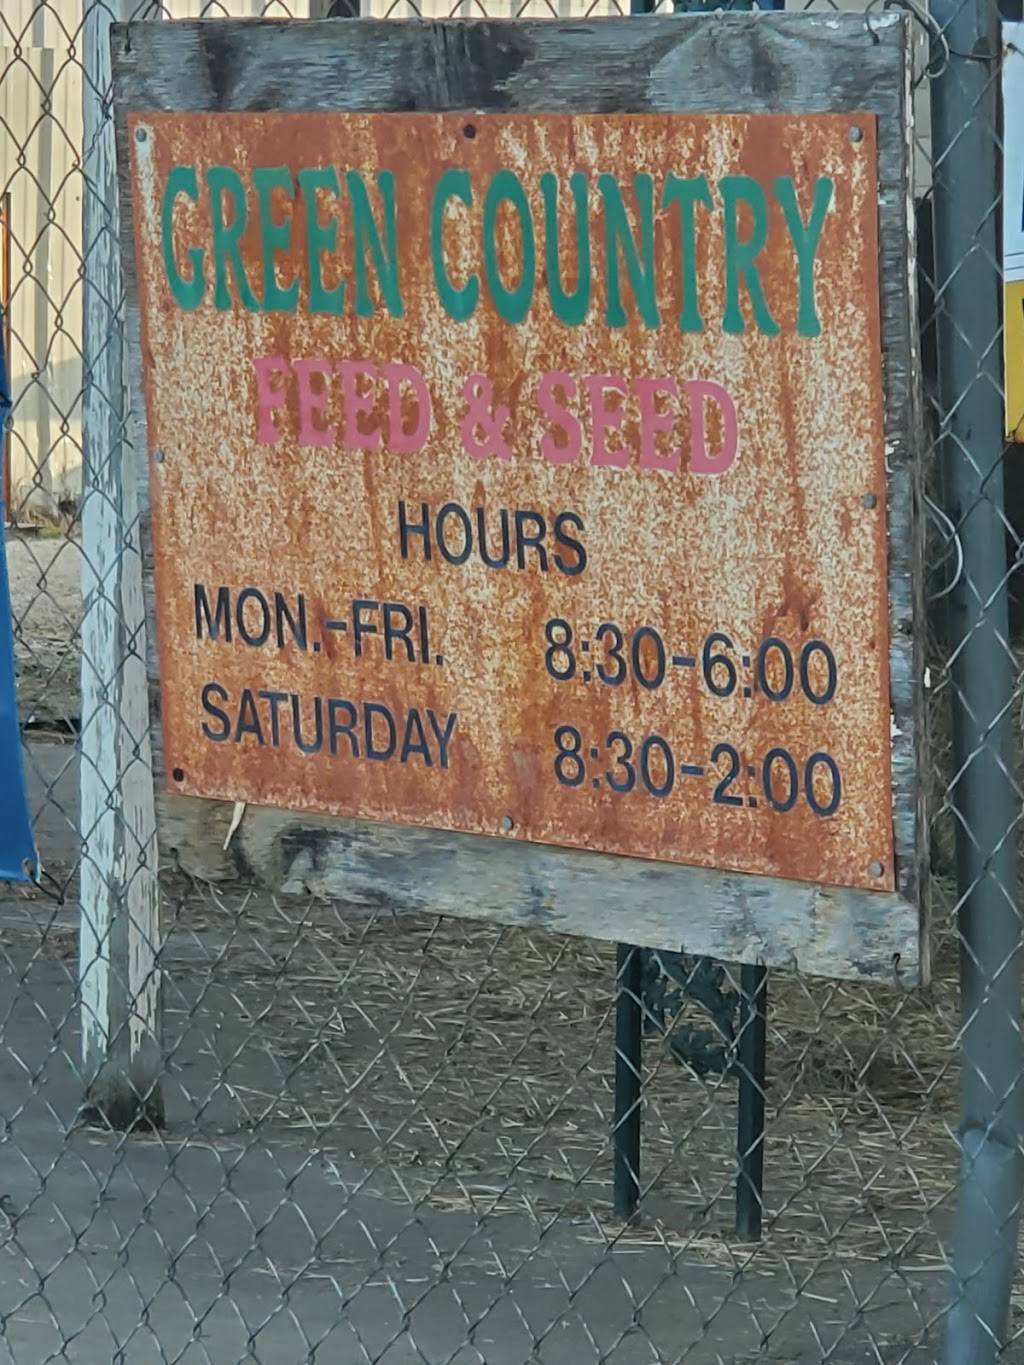 GREEN COUNTRY
FEED & SEED
HOURS
MON.-FRI. 8:30-6:00
SATURDAY 8:30-2:00